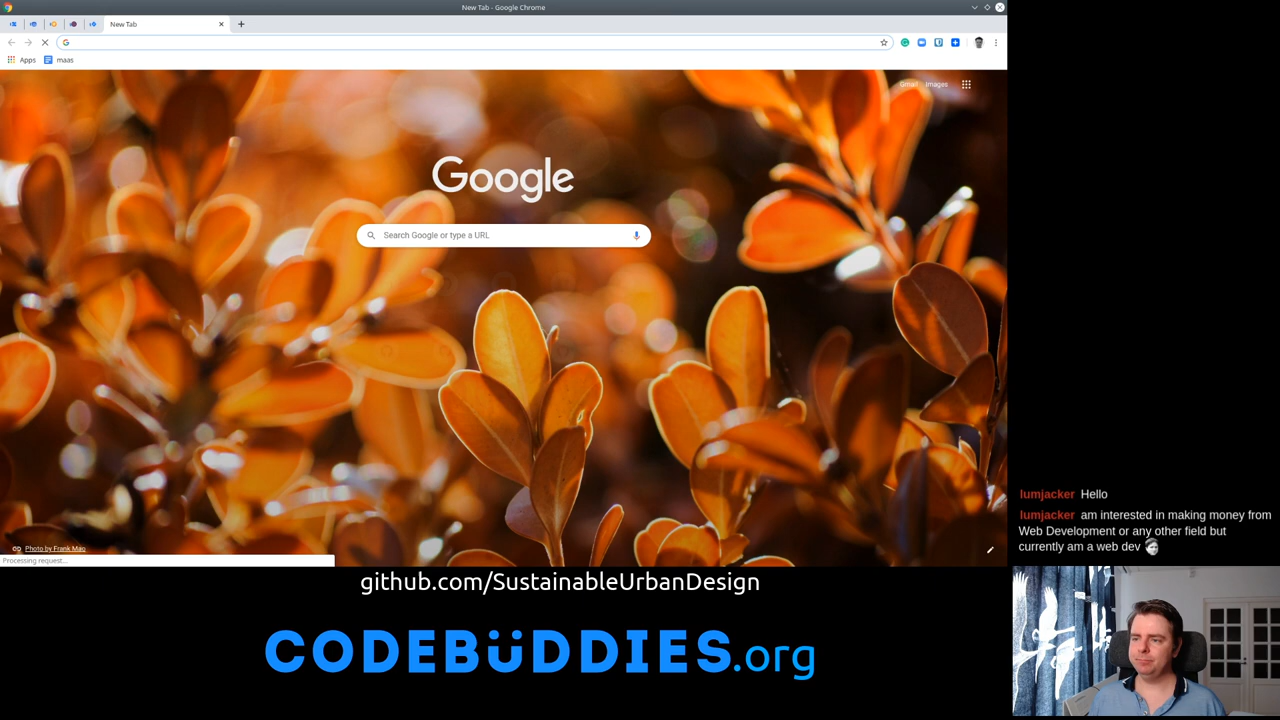 New Tab - Google Chrome
New Tab
Apps
maas
Gmail
Images
Google
Search Google or type a URL
Photo by Frank Mao
Processing request...
lumjacker Hello
lumjacker am interested in making money from
Web Development or any other field but
currently am a web dev
github.com/SustainableUrbanDesign
CODEBÜDDIES.org